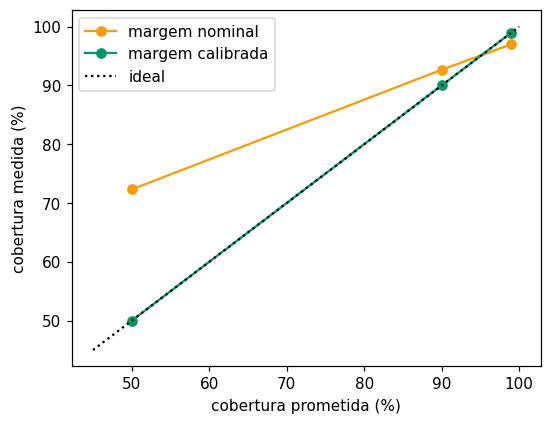 margem nominal
margem calibrada
ideal
cobertura medida (%)
100
90
80
70
60
50
50
60
70
80
90
100
cobertura prometida (%)